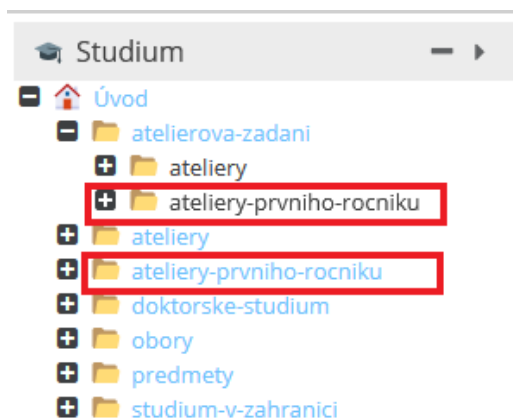 Studium
Úvod
atelierova-zadani
ateliery
ateliery-prvniho-rocniku
ateliery
ateliery-prvniho-rocniku
doktorske-studium
obory
predmety
studium-v-zahranici